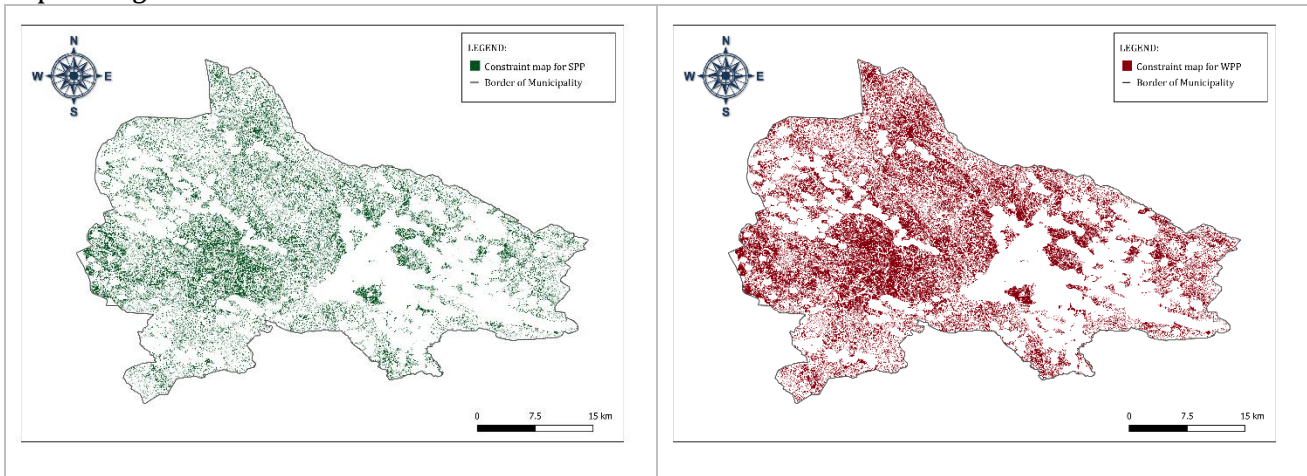 N
W E
S
LEGEND:
Constraint map for SPP
Border of Municipality
0 7.5 15 km
N
W E
S
LEGEND:
Constraint map for WPP
Border of Municipality
0 7.5 15 km